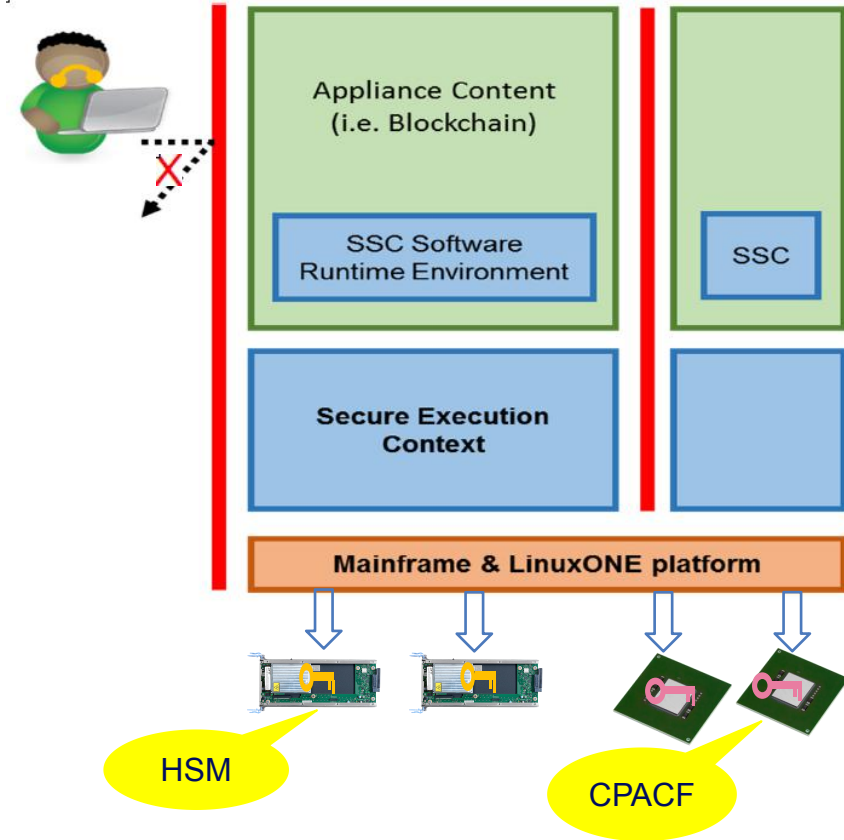 Appliance Content
(i.e. Blockchain)
X
SSC Software
Runtime Environment
SSC
Secure Execution
Context
Mainframe & LinuxONE platform
HSM
CPACF